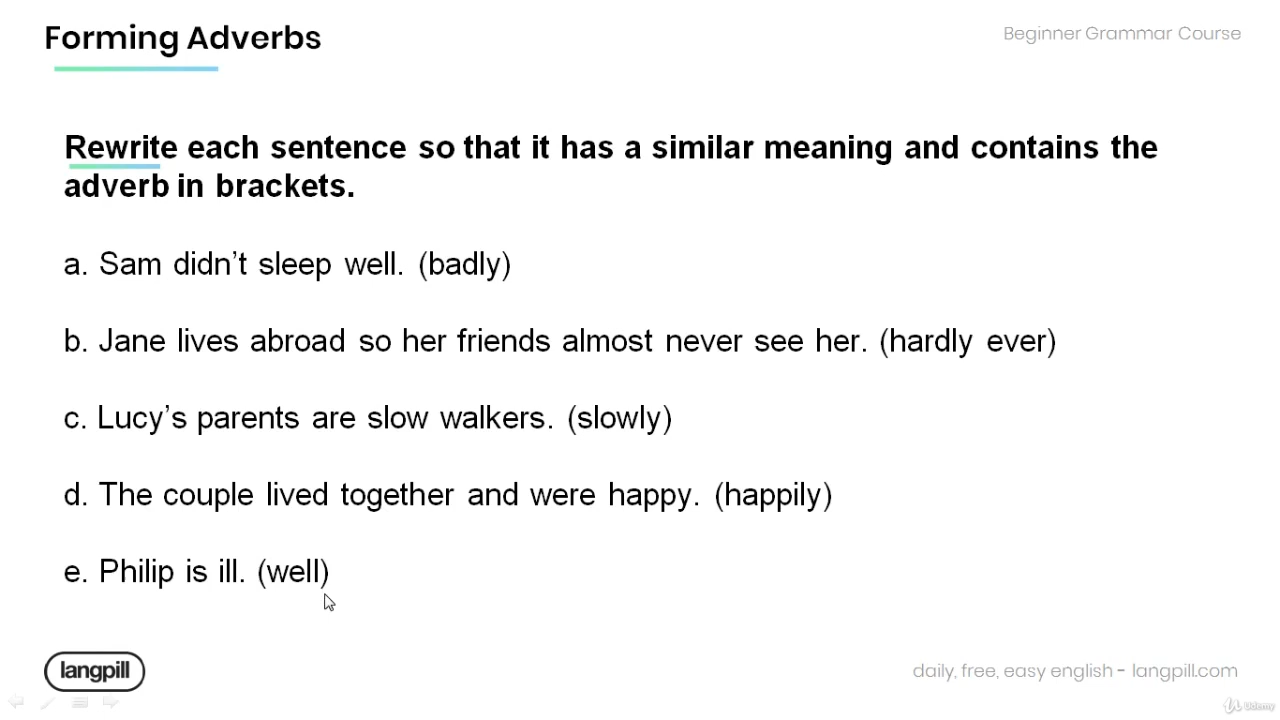 Forming Adverbs
Beginner Grammar Course
Rewrite each sentence so that it has a similar meaning and contains the
adverb in brackets.
a. Sam didn’t sleep well. (badly)
b. Jane lives abroad so her friends almost never see her. (hardly ever)
c. Lucy’s parents are slow walkers. (slowly)
d. The couple lived together and were happy. (happily)
e. Philip is ill. (well)
langpill
daily, free, easy english - langpill.com
Udemy